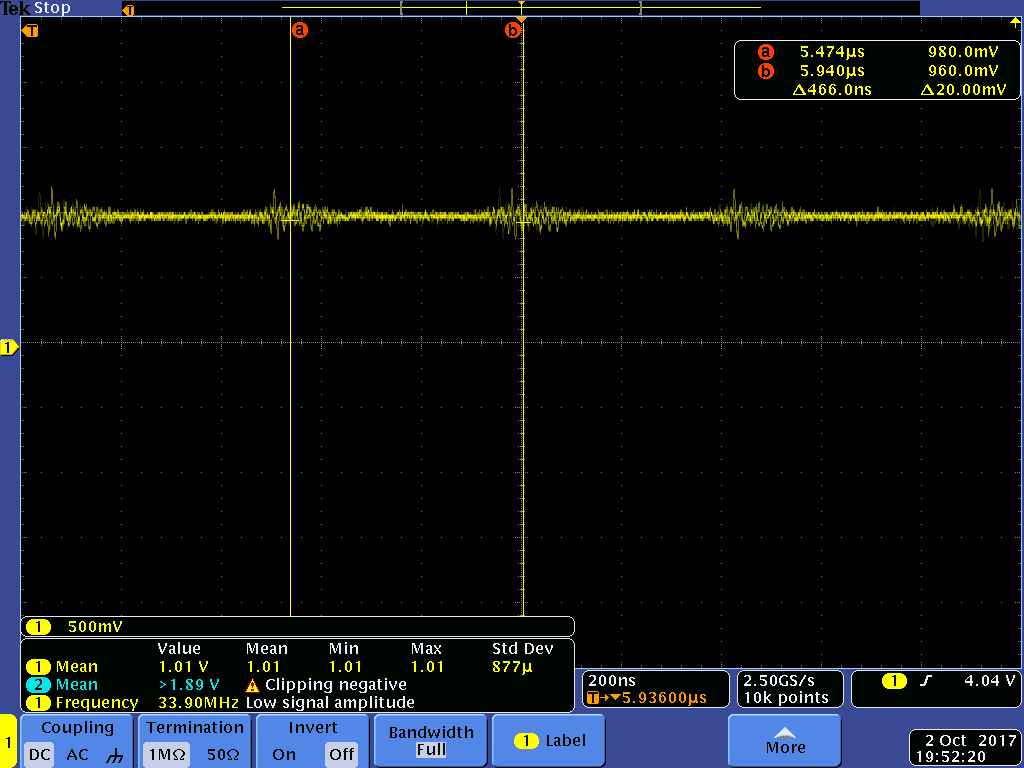 Tek Stop
T
T
a
b
a 5.474µs 980.0mV
b 5.940µs 960.0mV
Δ466.0ns Δ20.00mV
1
1 500mV
Value Mean Min Max Std Dev
1 Mean 1.01 V 1.01 1.01 1.01 877µ
2 Mean >1.89 V Clipping negative
1 Frequency 33.90MHz Low signal amplitude
200ns
T→▼5.93600µs
2.50GS/s
10k points
1 4.04 V
1
Coupling
DC AC
Termination
1MΩ 50Ω
Invert
On Off
Bandwidth
Full
1 Label
More
2 Oct 2017
19:52:20